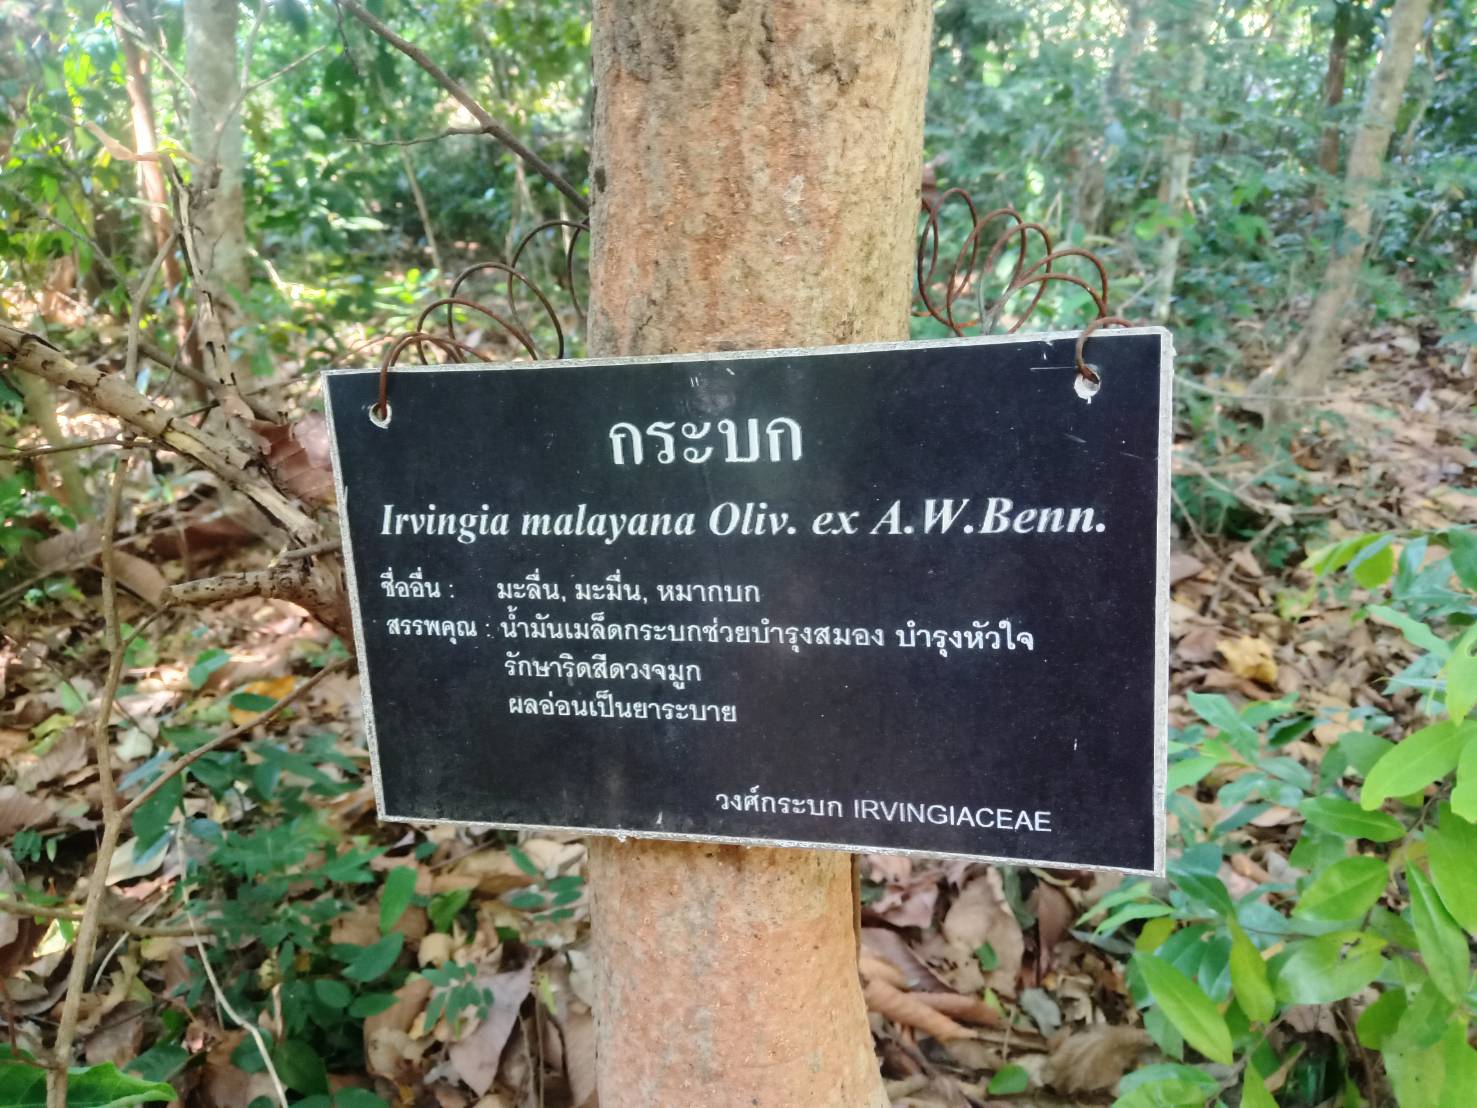 กระบก
Irvingia malayana Oliv. ex A.W.Benn.
ชื่ออื่น : มะลื่น, มะมื่น, หมากบก
สรรพคุณ : น้ำมันเมล็ดกระบกช่วยบำรุงสมอง บำรุงหัวใจ
รักษาริดสีดวงจมูก
ผลอ่อนเป็นยาระบาย
วงศ์กระบก IRVINGIACEAE